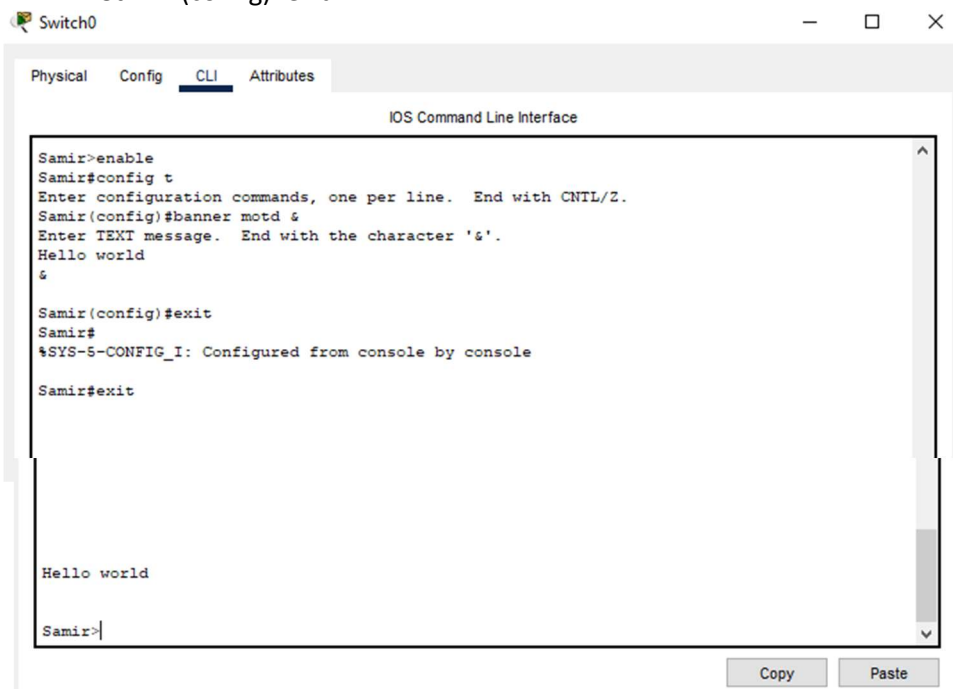 Switch0
Physical Config CLI Attributes
IOS Command Line Interface
Samir>enable
Samir#config t
Enter configuration commands, one per line.  End with CNTL/Z.
Samir(config)#banner motd &
Enter TEXT message.  End with the character '&'.
Hello world
&
Samir(config)#exit
Samir#
%SYS-5-CONFIG_I: Configured from console by console
Samir#exit
Hello world
Samir>
Copy Paste